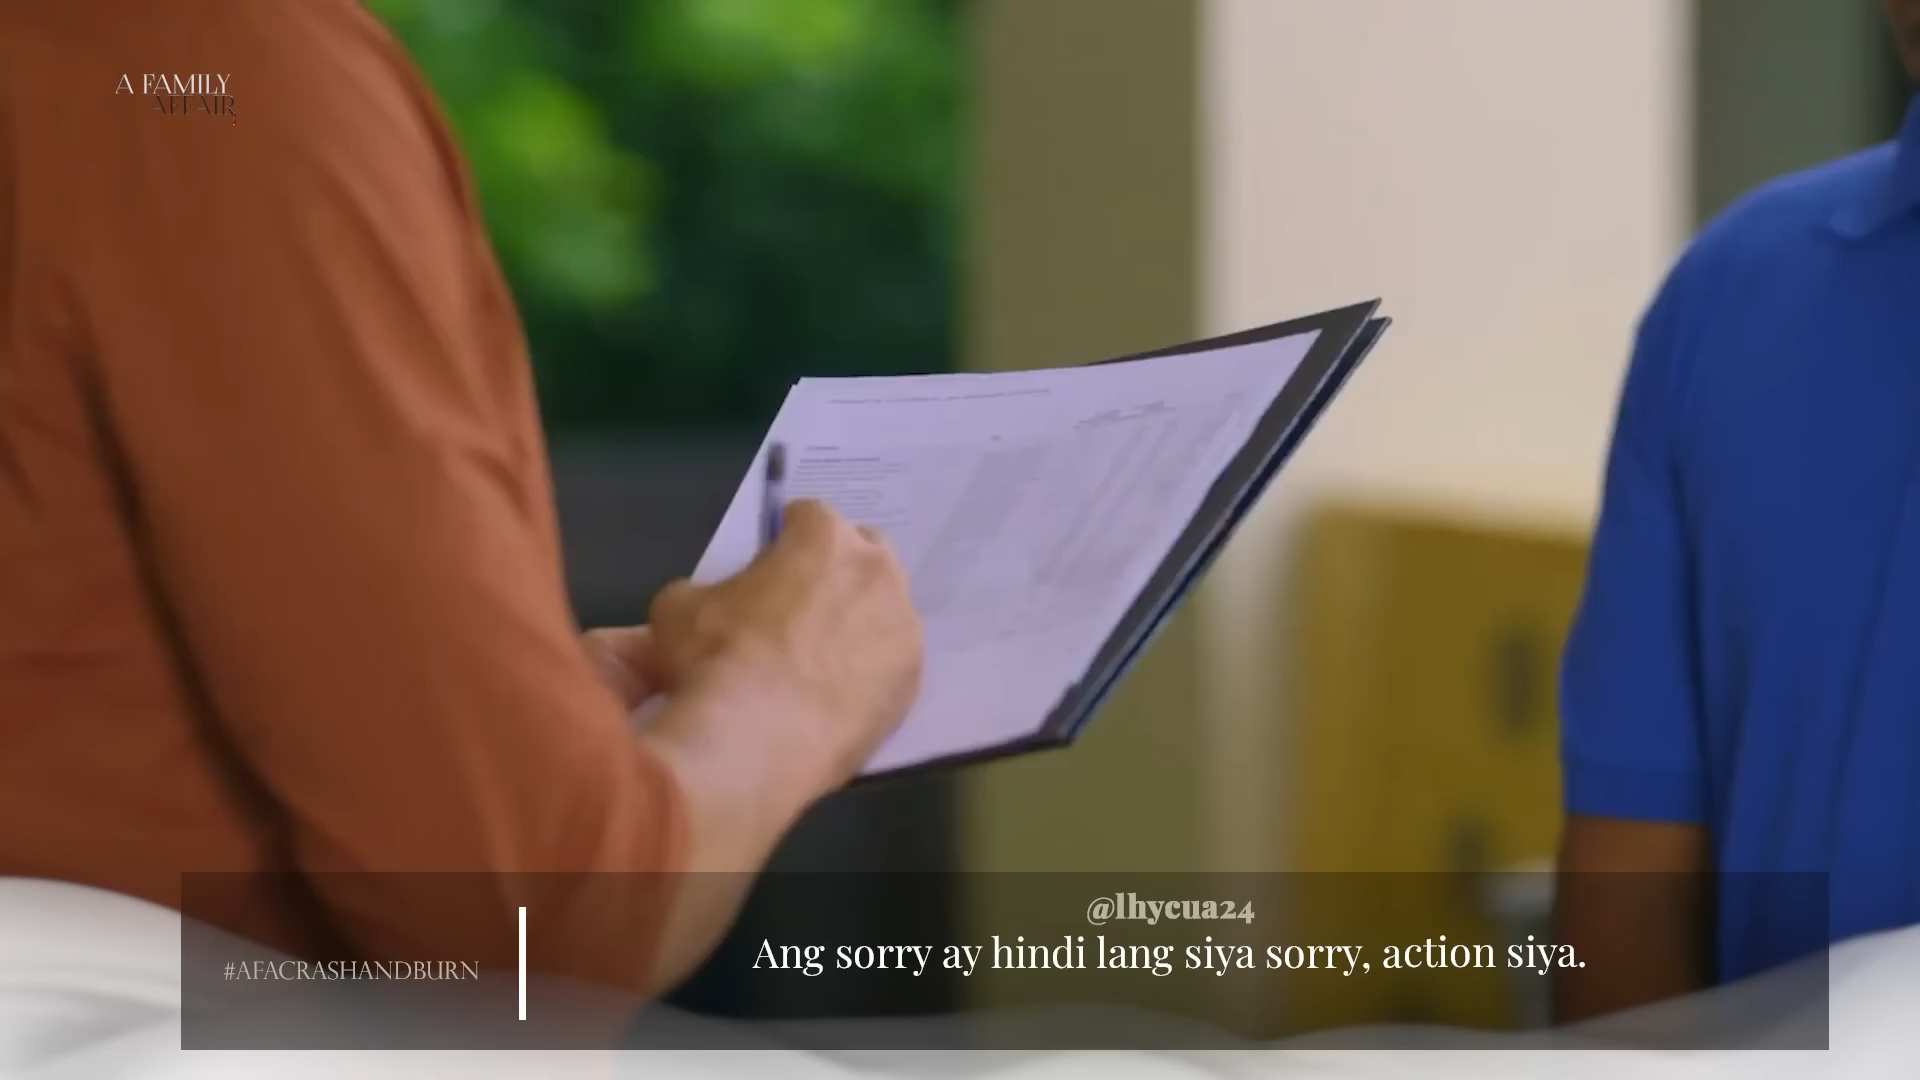 A FAMILY
AFFAIR
@lhycua24
Ang sorry ay hindi lang siya sorry, action siya.
#AFACRASHANDBURN